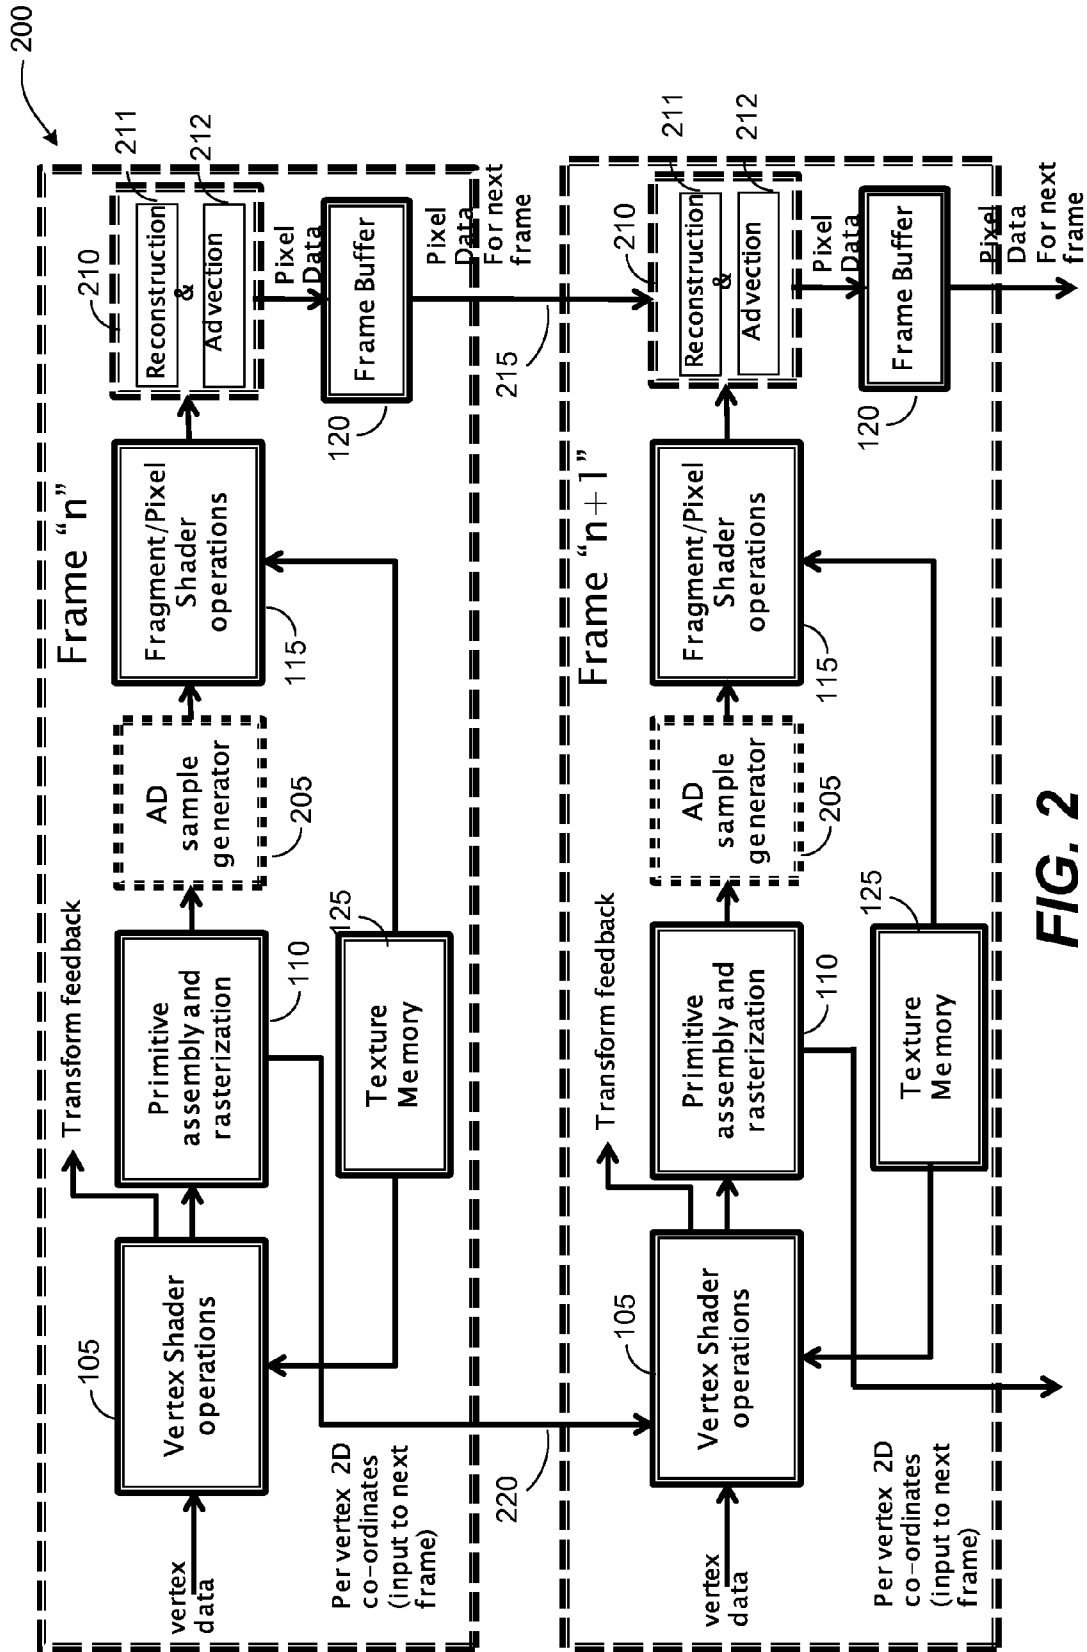 200
Frame “n”
Transform feedback
vertex
data
105
Vertex Shader
operations
Primitive
assembly and
rasterization
110
AD
sample
generator
205
Fragment/Pixel
Shader
operations
115
210
Reconstruction
&
Advection
211
212
Pixel
Data
Frame Buffer
120
Texture
Memory
125
Per vertex 2D
co-ordinates
(input to next
frame)
Pixel
Data
For next
frame
220
215
Frame “n+1”
Transform feedback
vertex
data
105
Vertex Shader
operations
Primitive
assembly and
rasterization
110
AD
sample
generator
205
Fragment/Pixel
Shader
operations
115
210
Reconstruction
&
Advection
211
212
Pixel
Data
Frame Buffer
120
Texture
Memory
125
Per vertex 2D
co-ordinates
(input to next
frame)
Pixel
Data
For next
frame
FIG. 2